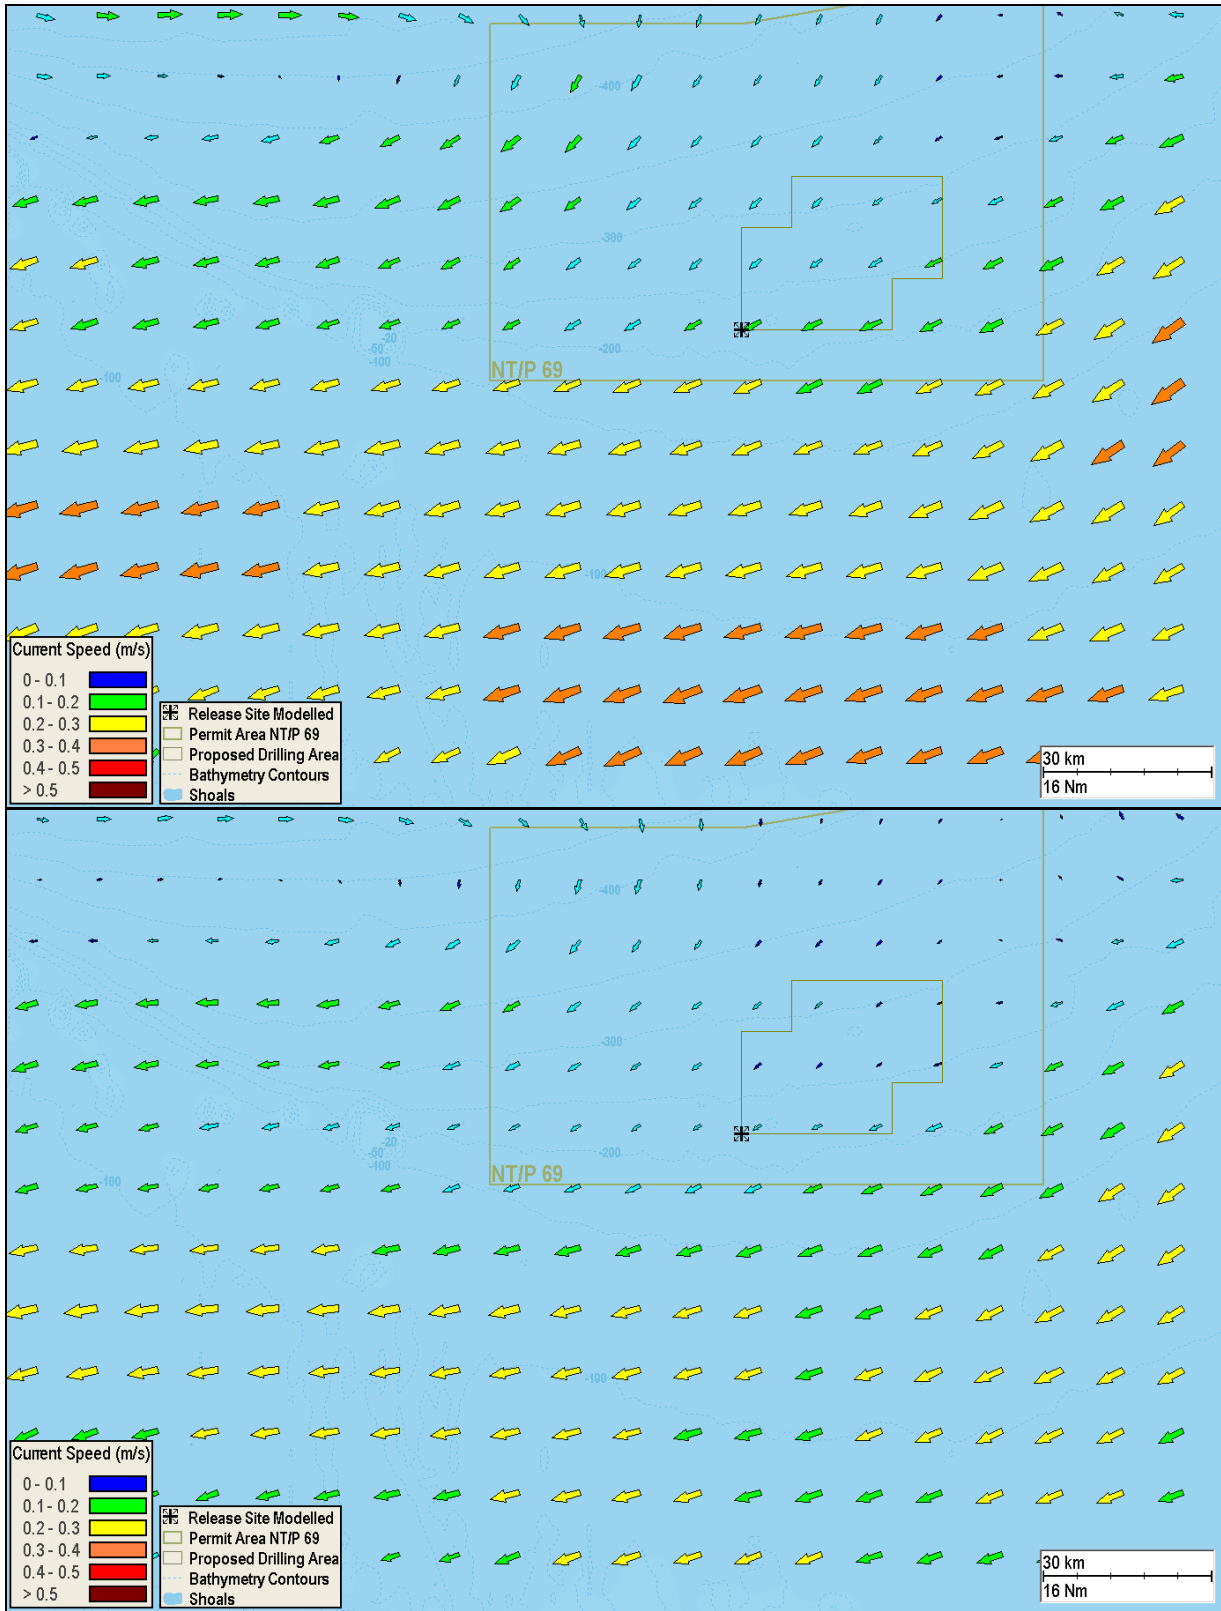 -400
-300
-20
-50
-200
-100
-100
NT/P 69
-100
Current Speed (m/s)
0 - 0.1
0.1 - 0.2
0.2 - 0.3
0.3 - 0.4
0.4 - 0.5
> 0.5
Release Site Modelled
Permit Area NT/P 69
Proposed Drilling Area
Bathymetry Contours
Shoals
30 km
16 Nm
-400
-300
-20
-50
-200
-100
-100
NT/P 69
-100
Current Speed (m/s)
0 - 0.1
0.1 - 0.2
0.2 - 0.3
0.3 - 0.4
0.4 - 0.5
> 0.5
Release Site Modelled
Permit Area NT/P 69
Proposed Drilling Area
Bathymetry Contours
Shoals
30 km
16 Nm